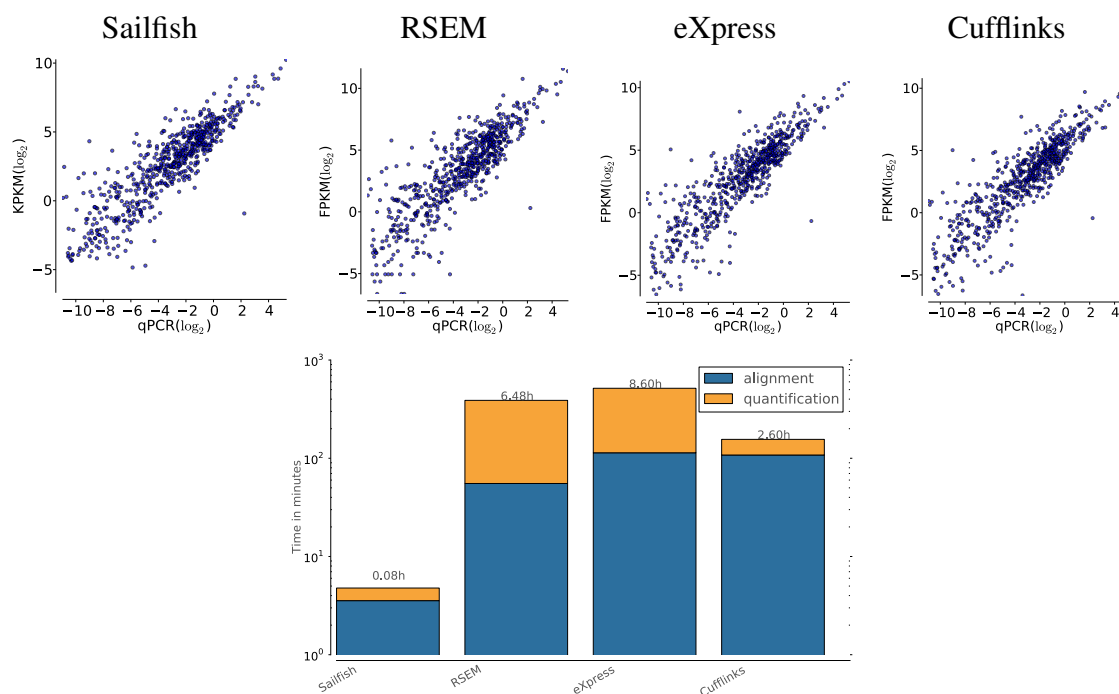 Sailfish RSEM eXpress Cufflinks
10
5
0
−5
KPKM(log₂)
−10 −8 −6 −4 −2 0 2 4
qPCR(log₂)
10
5
0
−5
FPKM(log₂)
−10 −8 −6 −4 −2 0 2 4
qPCR(log₂)
10
5
0
−5
FPKM(log₂)
−10 −8 −6 −4 −2 0 2 4
qPCR(log₂)
10
5
0
−5
FPKM(log₂)
−10 −8 −6 −4 −2 0 2 4
qPCR(log₂)
10³
10²
10¹
10⁰
Time in minutes
0.08h
6.48h
8.60h
2.60h
alignment
quantification
Sailfish
RSEM
eXpress
Cufflinks